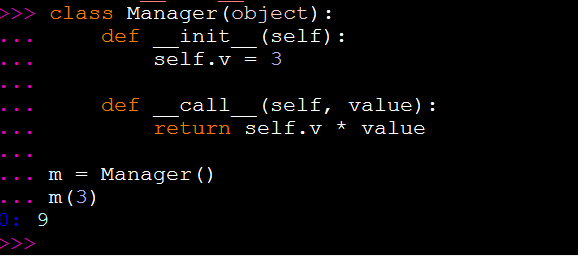 >>> class Manager(object):
...     def __init__(self):
...         self.v = 3
...
...     def __call__(self, value):
...         return self.v * value
...
... m = Manager()
... m(3)
0: 9
>>>